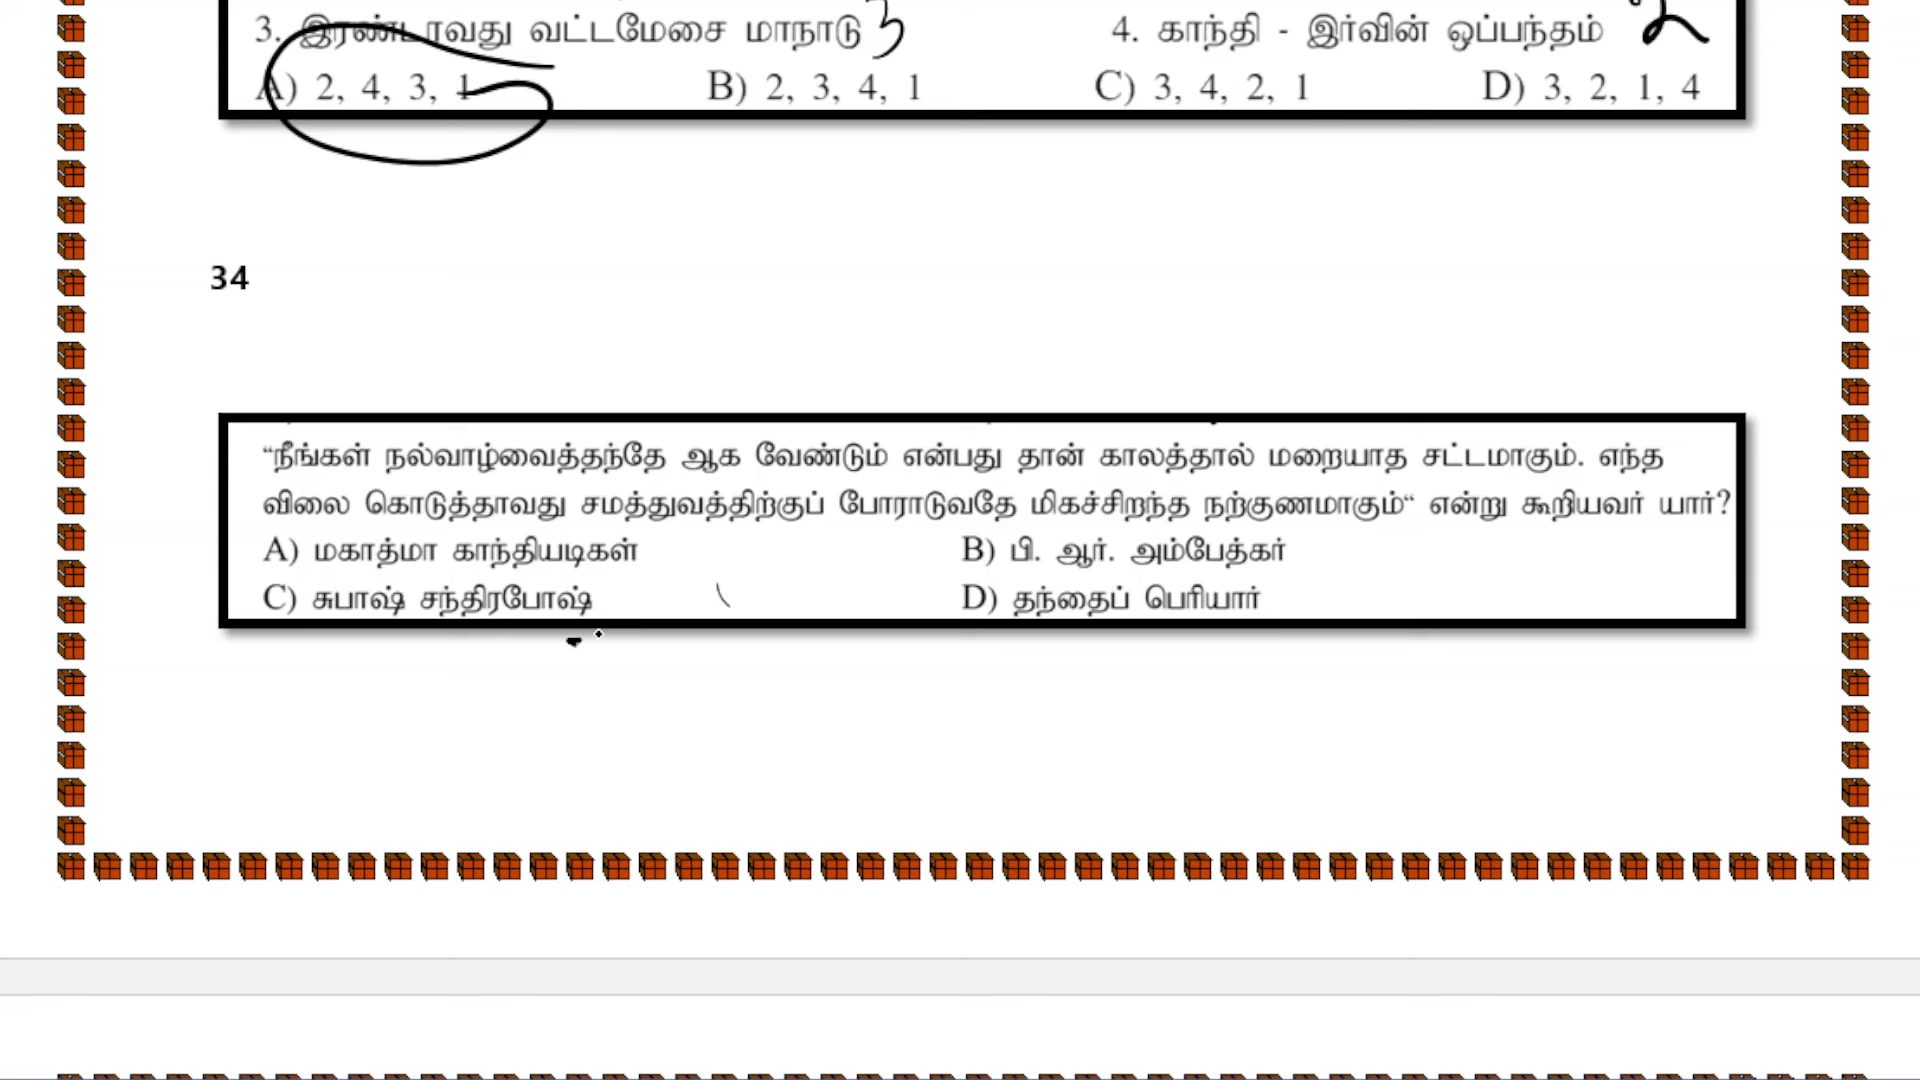 3. இரண்டாவது வட்டமேசை மாநாடு 3 4. காந்தி - இர்வின் ஒப்பந்தம் 2
A) 2, 4, 3, 1 B) 2, 3, 4, 1 C) 3, 4, 2, 1 D) 3, 2, 1, 4
34
“நீங்கள் நல்வாழ்வைத்தந்தே ஆக வேண்டும் என்பது தான் காலத்தால் மறையாத சட்டமாகும். எந்த
விலை கொடுத்தாவது சமத்துவத்திற்குப் போராடுவதே மிகச்சிறந்த நற்குணமாகும்“ என்று கூறியவர் யார்?
A) மகாத்மா காந்தியடிகள் B) பி. ஆர். அம்பேத்கர்
C) சுபாஷ் சந்திரபோஷ் D) தந்தைப் பெரியார்